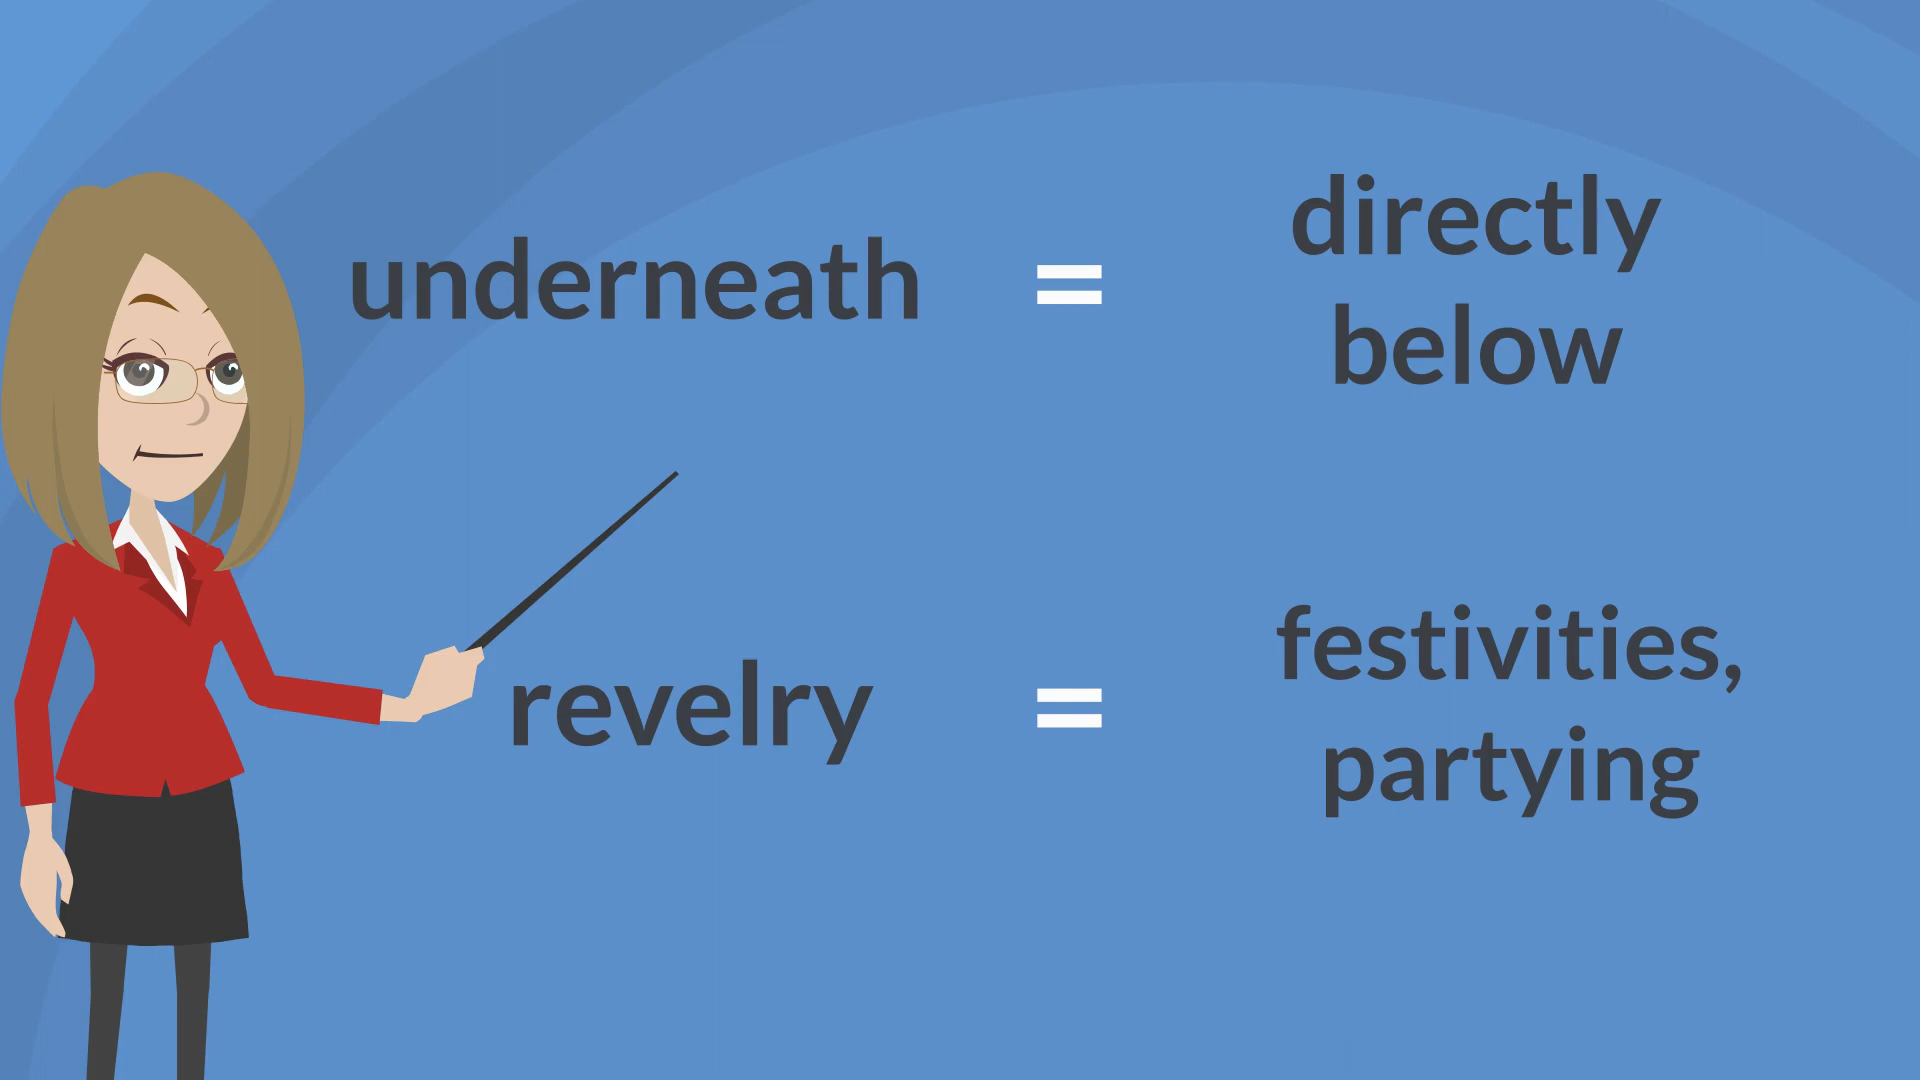 underneath = directly
below
revelry = festivities,
partying